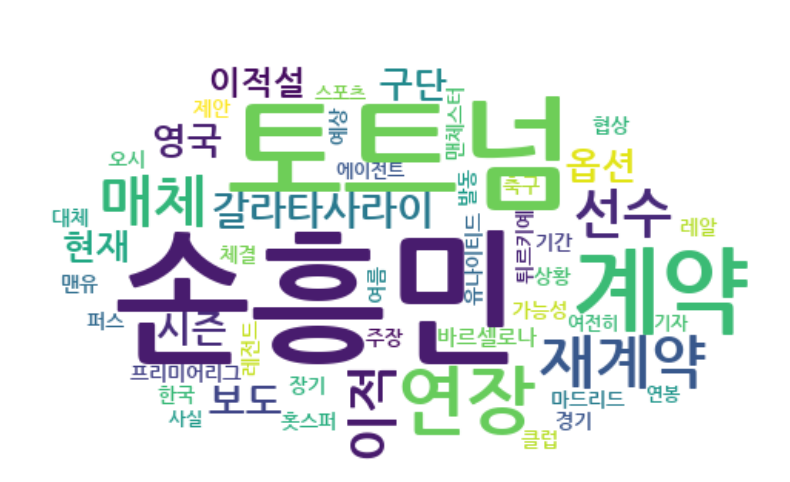 이적설
구단
스포츠
제안
토트넘
예상
맨체스터
협상
영국
오시
에이전트
발동
축구
옵션
매체
갈라타사라이
선수
대체
레알
현재
손흥민
체결
유나이티드
튀르키예
기간
계약
맨유
여름
상황
퍼스
시즌
레전드
주장
바르셀로나
가능성
여전히
기자
프리미어리그
이적
연장
재계약
한국
보도
장기
마드리드
연봉
사실
홋스퍼
경기
클럽